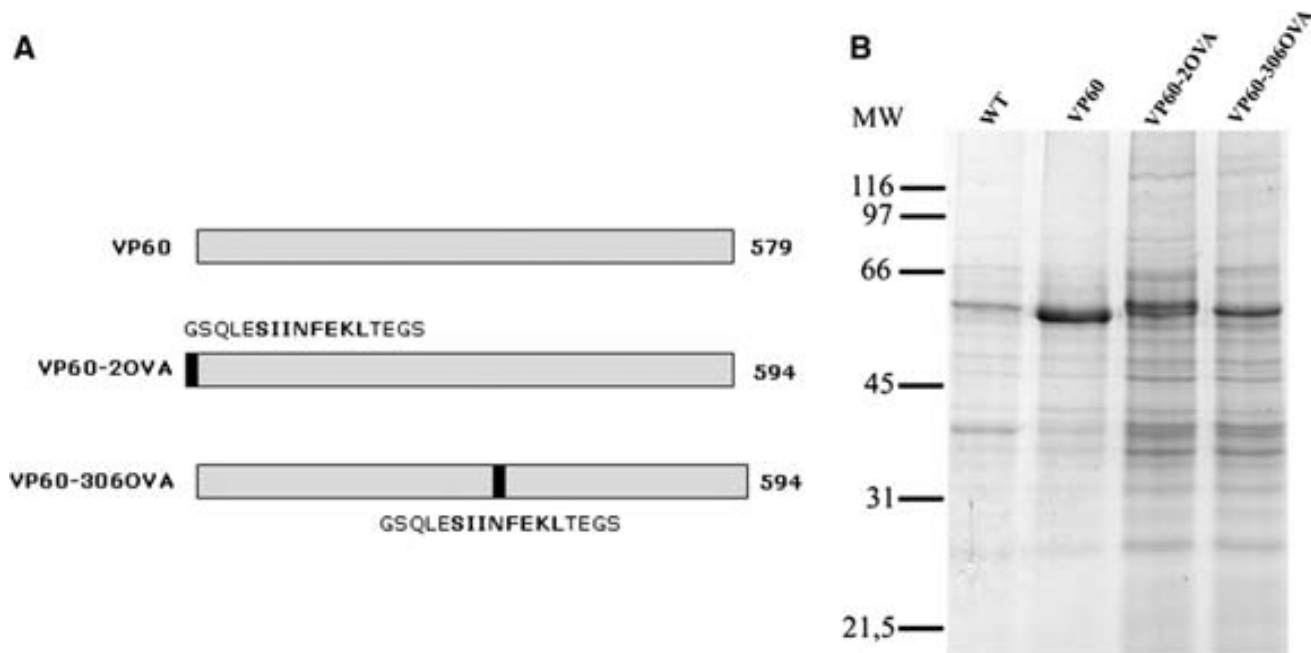 A
VP60
579
GSQLESIINFEKLTEGS
VP60-2OVA
594
VP60-306OVA
594
GSQLESIINFEKLTEGS
B
MW
WT
VP60
VP60-2OVA
VP60-306OVA
116
97
66
45
31
21,5